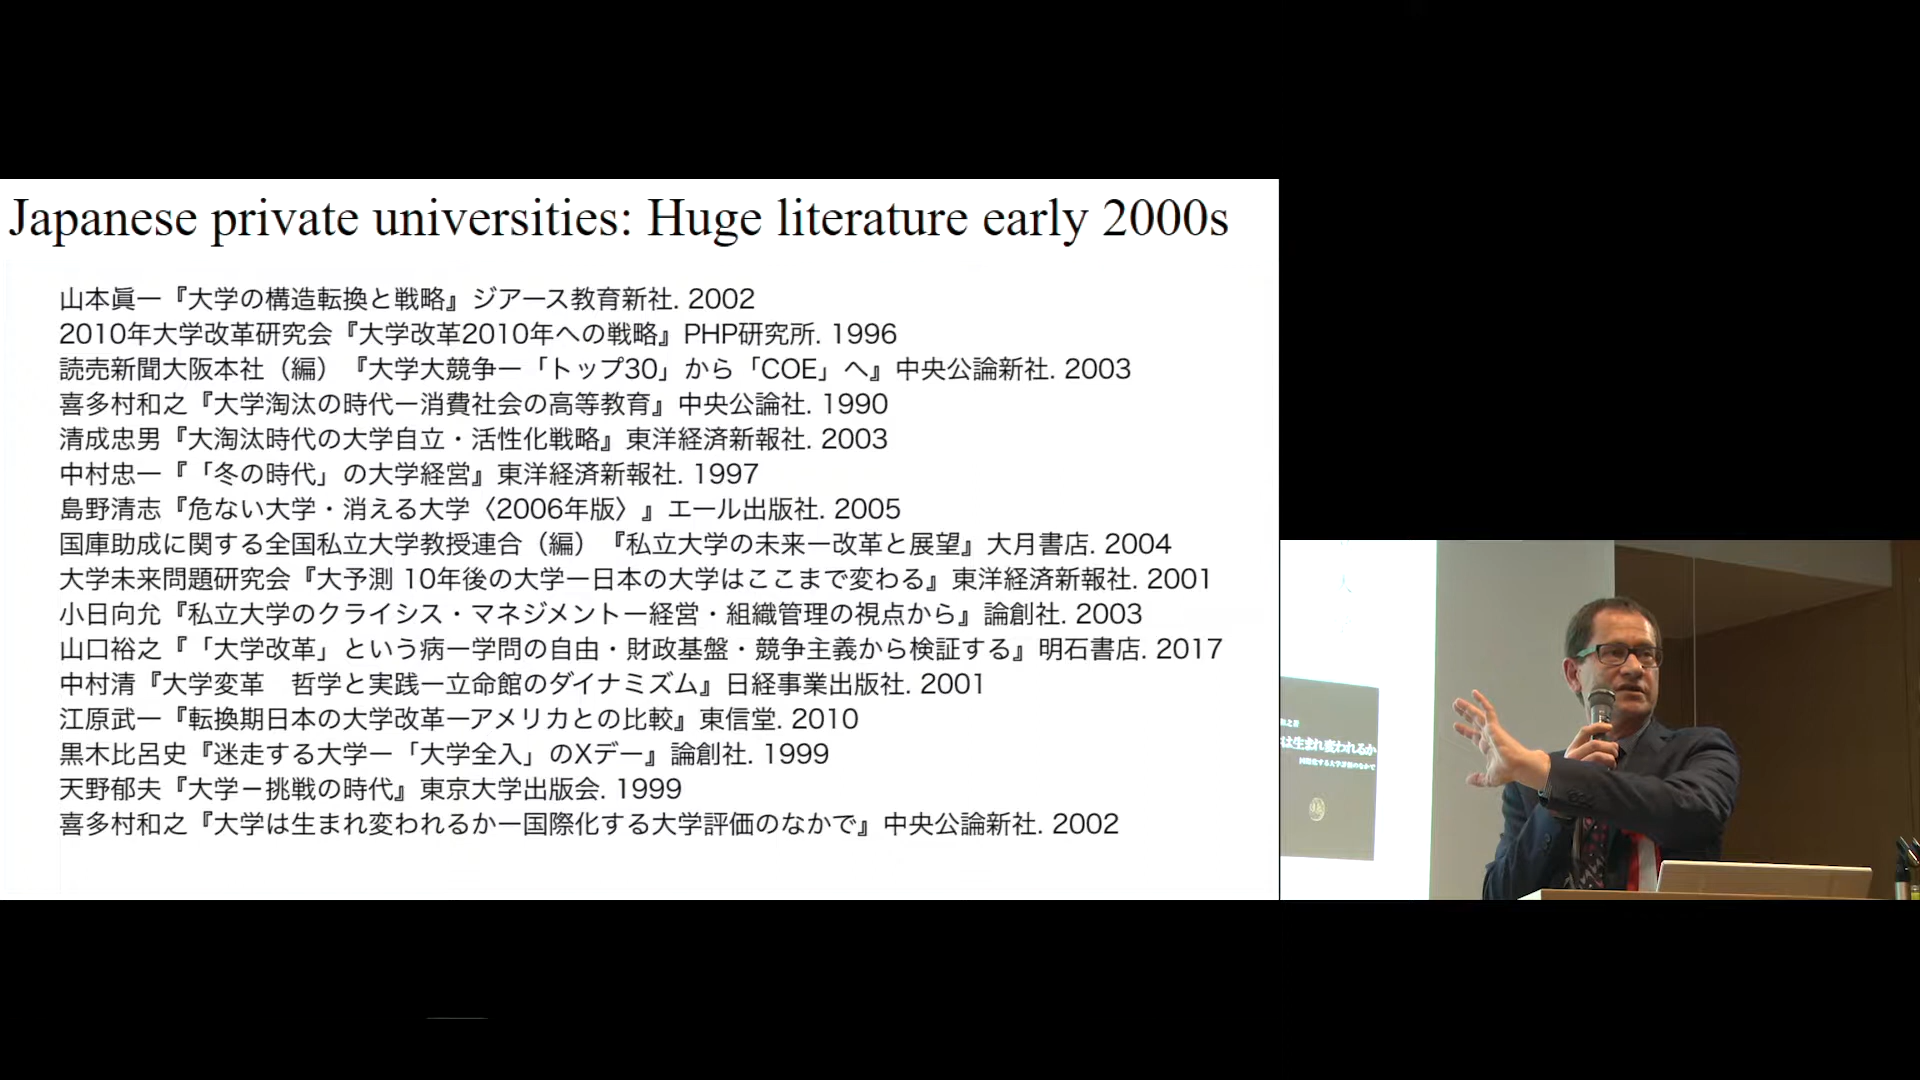 Japanese private universities: Huge literature early 2000s
山本眞一『大学の構造転換と戦略』ジアース教育新社. 2002
2010年大学改革研究会『大学改革2010年への戦略』PHP研究所. 1996
読売新聞大阪本社（編）『大学大競争ー「トップ30」から「COE」へ』中央公論新社. 2003
喜多村和之『大学淘汰の時代ー消費社会の高等教育』中央公論社. 1990
清成忠男『大淘汰時代の大学自立・活性化戦略』東洋経済新報社. 2003
中村忠一『「冬の時代」の大学経営』東洋経済新報社. 1997
島野清志『危ない大学・消える大学〈2006年版〉』エール出版社. 2005
国庫助成に関する全国私立大学教授連合（編）『私立大学の未来ー改革と展望』大月書店. 2004
大学未来問題研究会『大予測 10年後の大学ー日本の大学はここまで変わる』東洋経済新報社. 2001
小日向允『私立大学のクライシス・マネジメントー経営・組織管理の視点から』論創社. 2003
山口裕之『「大学改革」という病ー学問の自由・財政基盤・競争主義から検証する』明石書店. 2017
中村清『大学変革　哲学と実践ー立命館のダイナミズム』日経事業出版社. 2001
江原武一『転換期日本の大学改革ーアメリカとの比較』東信堂. 2010
黒木比呂史『迷走する大学ー「大学全入」のXデー』論創社. 1999
天野郁夫『大学－挑戦の時代』東京大学出版会. 1999
喜多村和之『大学は生まれ変われるかー国際化する大学評価のなかで』中央公論新社. 2002
和之著
は生まれ変われるか
国際化する大学評価のなかで